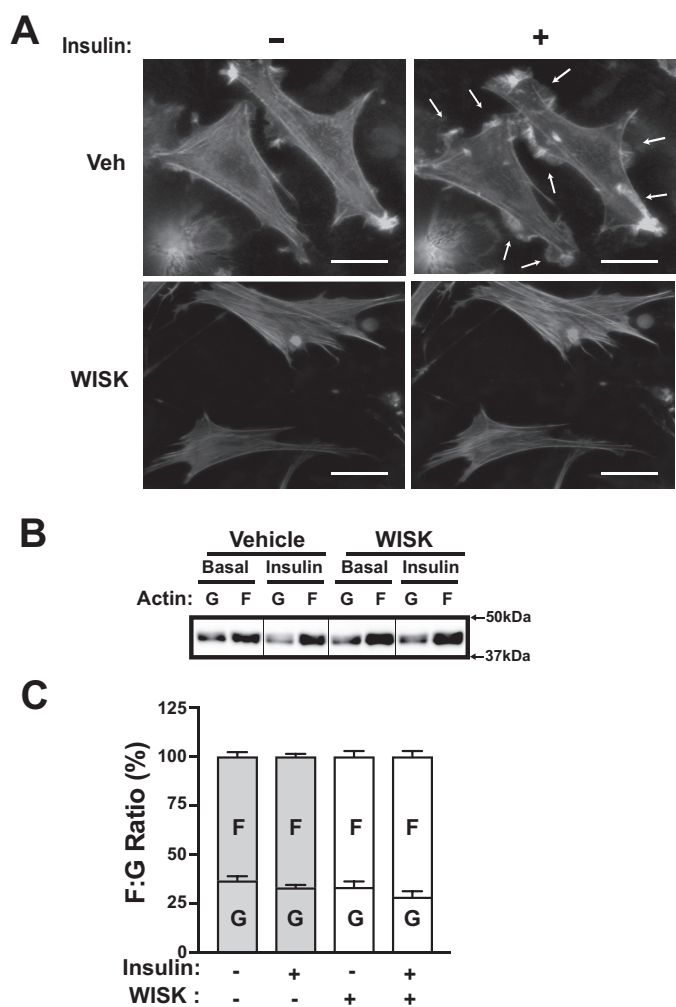 A
Insulin: - +
Veh
WISK
B
Vehicle WISK
Basal Insulin Basal Insulin
Actin: G F G F G F G F
50kDa
37kDa
C
F:G Ratio (%)
125
100
75
50
25
0
F F F F
G G G G
Insulin: - + - +
WISK : - - + +